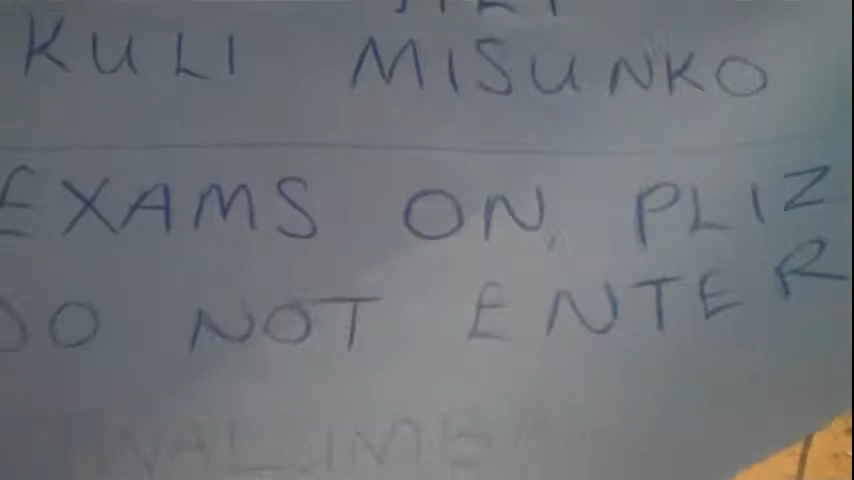 KULI MISUNKO
EXAMS ON, PLIZ
DO NOT ENTER